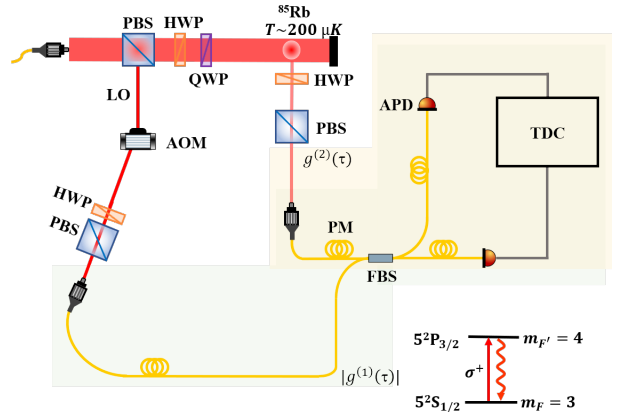 PBS
HWP
QWP
⁸⁵Rb
T~200 μK
HWP
APD
TDC
LO
PBS
AOM
g⁽²⁾(τ)
HWP
PBS
PM
FBS
|g⁽¹⁾(τ)|
5²P₃/₂
m_F′ = 4
σ⁺
5²S₁/₂
m_F = 3